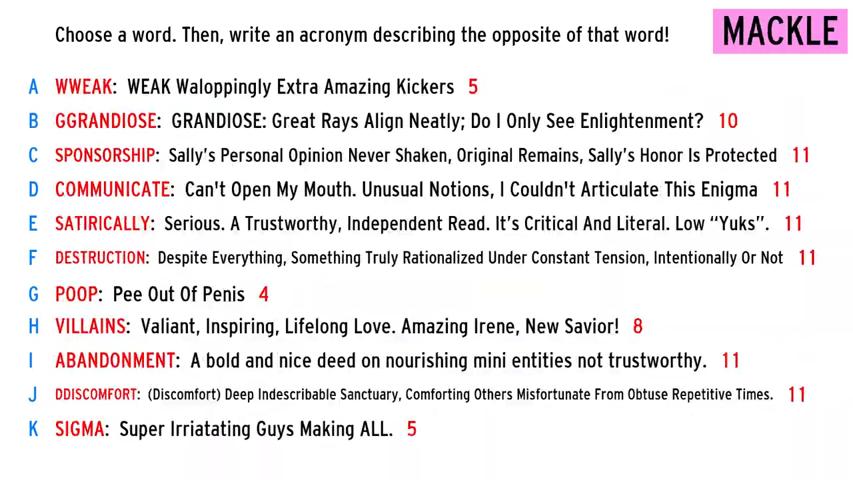 Choose a word. Then, write an acronym describing the opposite of that word!
MACKLE
A WWEAK: WEAK Waloppingly Extra Amazing Kickers 5
B GGRANDIOSE: GRANDIOSE: Great Rays Align Neatly; Do I Only See Enlightenment? 10
C SPONSORSHIP: Sally's Personal Opinion Never Shaken, Original Remains, Sally's Honor Is Protected 11
D COMMUNICATE: Can't Open My Mouth. Unusual Notions, I Couldn't Articulate This Enigma 11
E SATIRICALLY: Serious. A Trustworthy, Independent Read. It's Critical And Literal. Low "Yuks". 11
F DESTRUCTION: Despite Everything, Something Truly Rationalized Under Constant Tension, Intentionally Or Not 11
G POOP: Pee Out Of Penis 4
H VILLAINS: Valiant, Inspiring, Lifelong Love. Amazing Irene, New Savior! 8
I ABANDONMENT: A bold and nice deed on nourishing mini entities not trustworthy. 11
J DDISCOMFORT: (Discomfort) Deep Indescribable Sanctuary, Comforting Others Misfortunate From Obtuse Repetitive Times. 11
K SIGMA: Super Irriatating Guys Making ALL. 5